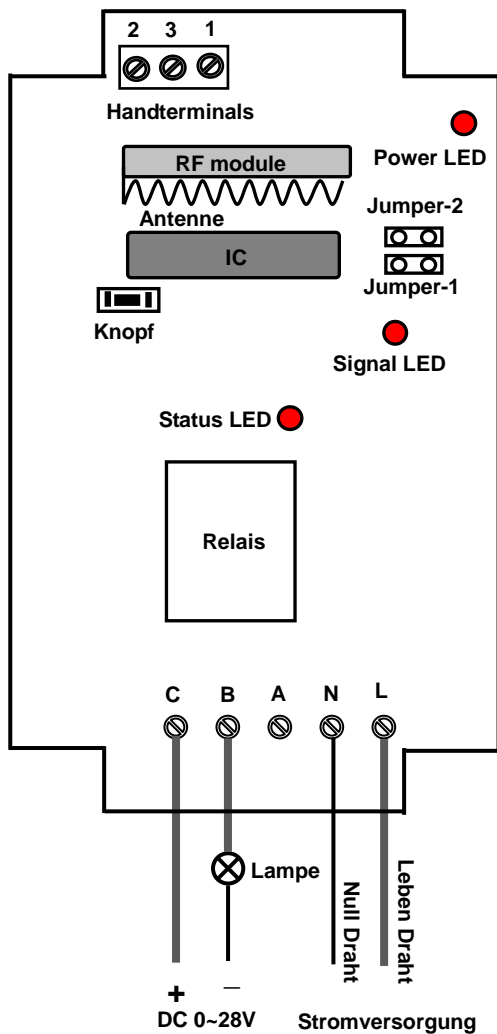 2 3 1
Handterminals
RF module
Power LED
Antenne
Jumper-2
IC
Jumper-1
Knopf
Signal LED
Status LED
Relais
C B A N L
Lampe
Null Draht
Leben Draht
+ –
DC 0~28V
Stromversorgung